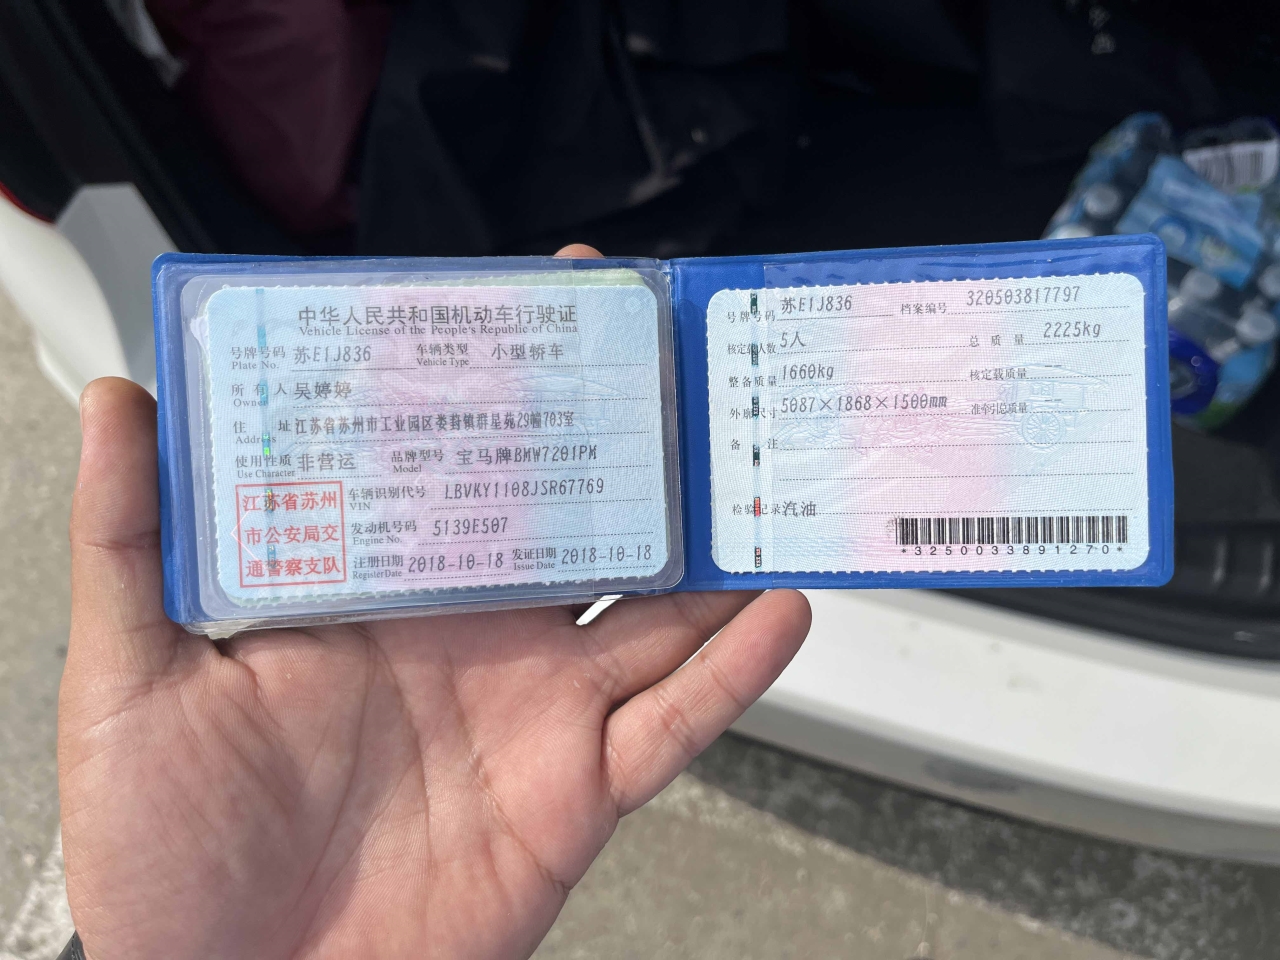 中华人民共和国机动车行驶证
Vehicle License of the People's Republic of China
号牌号码 苏E1J836 车辆类型 小型轿车
Plate No. Vehicle Type
所有人 吴婷婷
Owner
住址 江苏省苏州市工业园区娄葑镇群星苑29幢703室
Address
使用性质 非营运 品牌型号 宝马牌BMW7201PM
Use Character Model
江苏省苏州
市公安局交
通警察支队
车辆识别代号 LBVKY1108JSR67769
VIN
发动机号码 5139E507
Engine No.
注册日期 2018-10-18 发证日期 2018-10-18
Register Date Issue Date
号牌号码 苏E1J836 档案编号 320503817797
核定载人数 5人 总质量 2225kg
整备质量 1660kg 核定载质量 --
外廓尺寸 5087×1868×1500mm 准牵引总质量 --
备注
检验记录 汽油
*3250033891270*